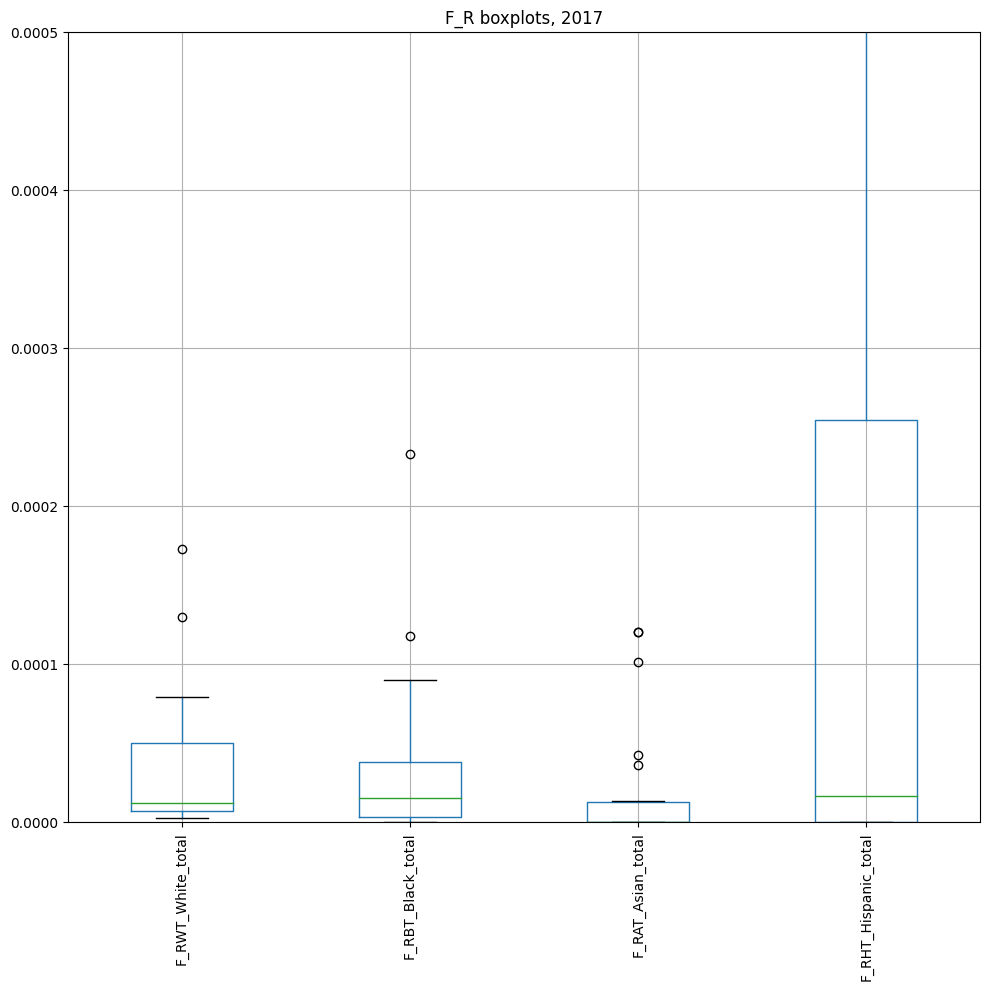 F_R boxplots, 2017
0.0005
0.0004
0.0003
0.0002
0.0001
0.0000
F_RWT_White_total
F_RBT_Black_total
F_RAT_Asian_total
F_RHT_Hispanic_total